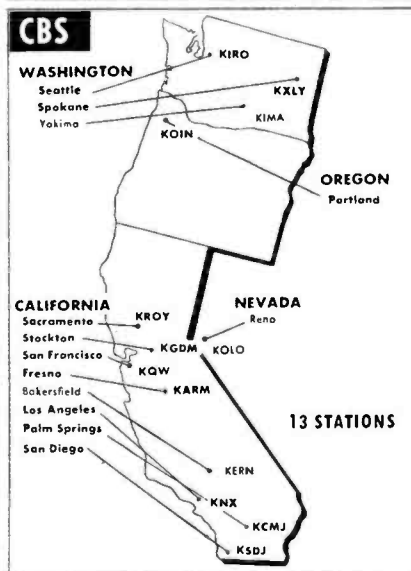 CBS
WASHINGTON
Seattle
Spokane
Yakima
KIRO
KXLY
KIMA
KOIN
OREGON
Portland
CALIFORNIA
Sacramento
Stockton
San Francisco
Fresno
Bakersfield
Los Angeles
Palm Springs
San Diego
KROY
KGDM
KQW
KARM
NEVADA
Reno
KOLO
13 STATIONS
KERN
KNX
KCMJ
KSDJ